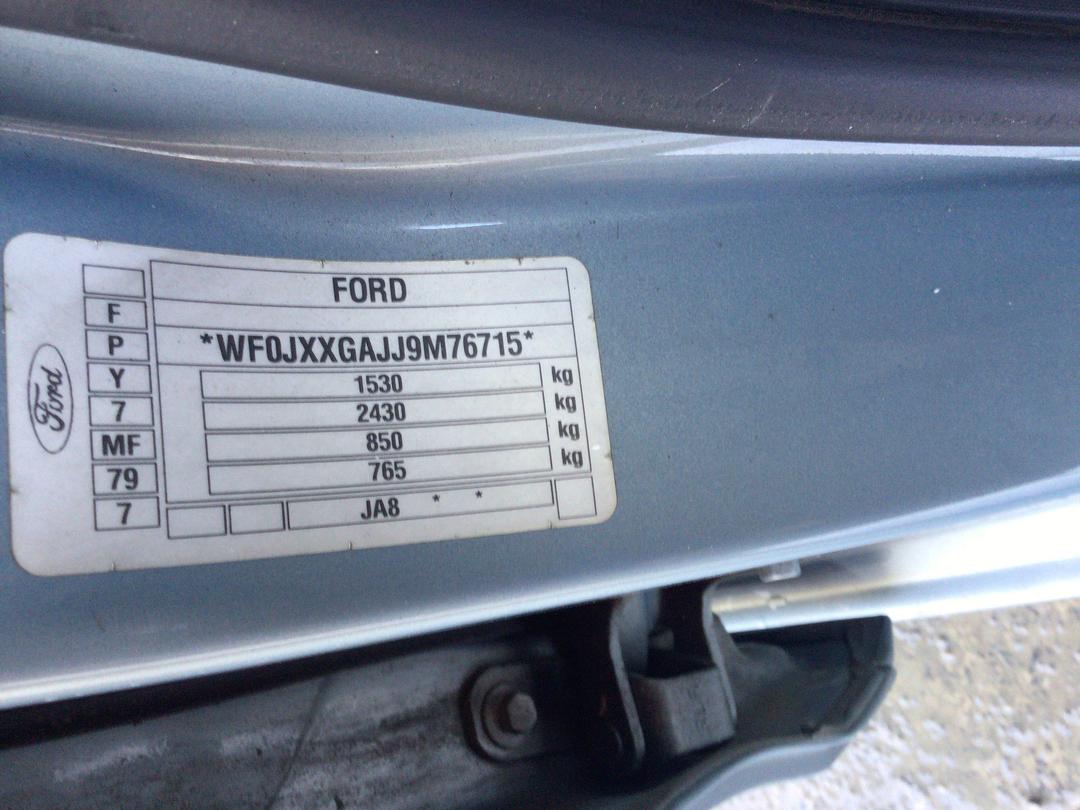 FORD
*WF0JXXGAJJ9M76715*
1530 kg
2430 kg
850 kg
765 kg
JA8 * *
F
P
Y
7
MF
79
7
Ford